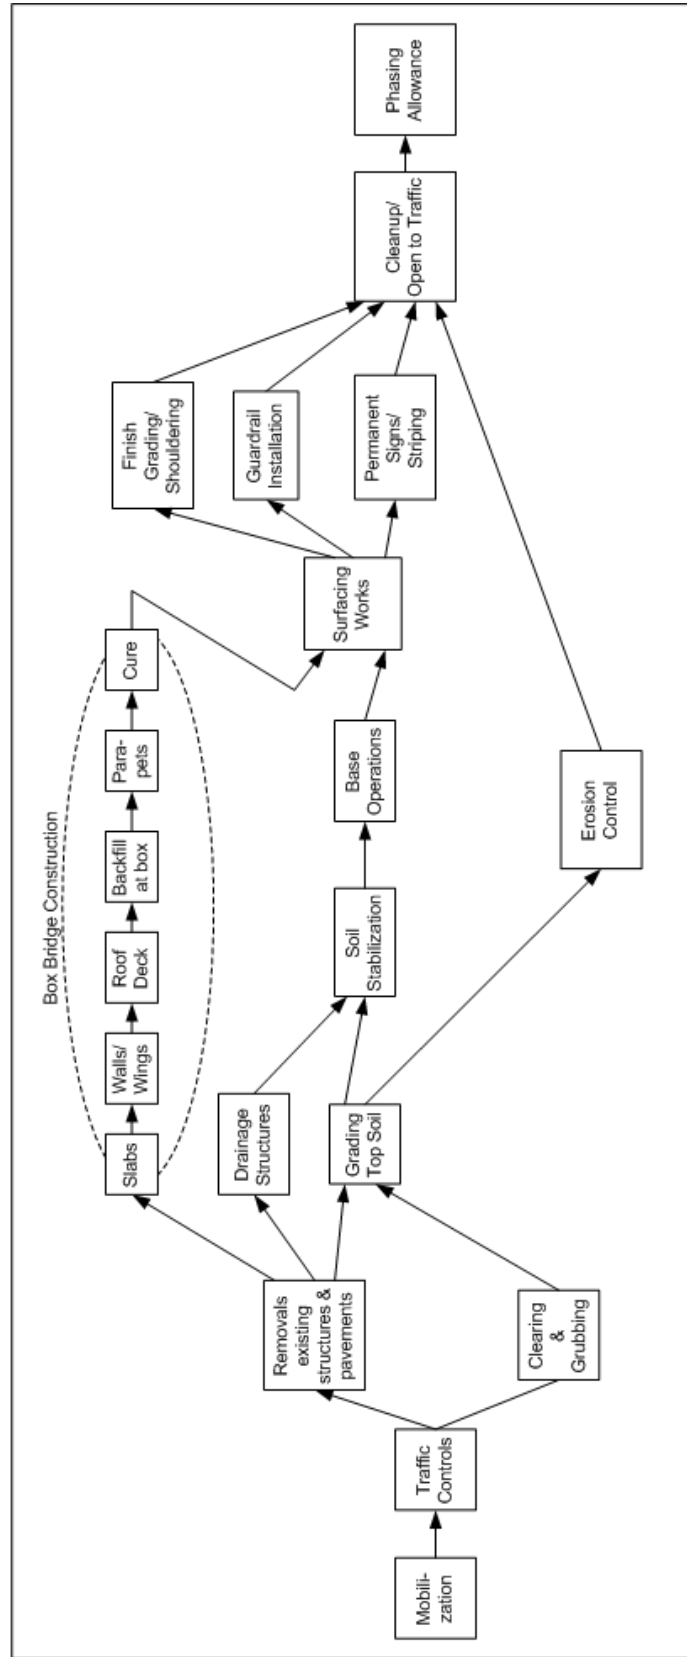 Mobili-
zation
Traffic
Controls
Removals
existing
structures &
pavements
Clearing
&
Grubbing
Box Bridge Construction
Slabs
Walls/
Wings
Roof
Deck
Backfill
at box
Para-
pets
Cure
Drainage
Structures
Grading
Top Soil
Soil
Stabilization
Base
Operations
Erosion
Control
Surfacing
Works
Finish
Grading/
Shouldering
Guardrail
Installation
Permanent
Signs/
Striping
Cleanup/
Open to Traffic
Phasing
Allowance